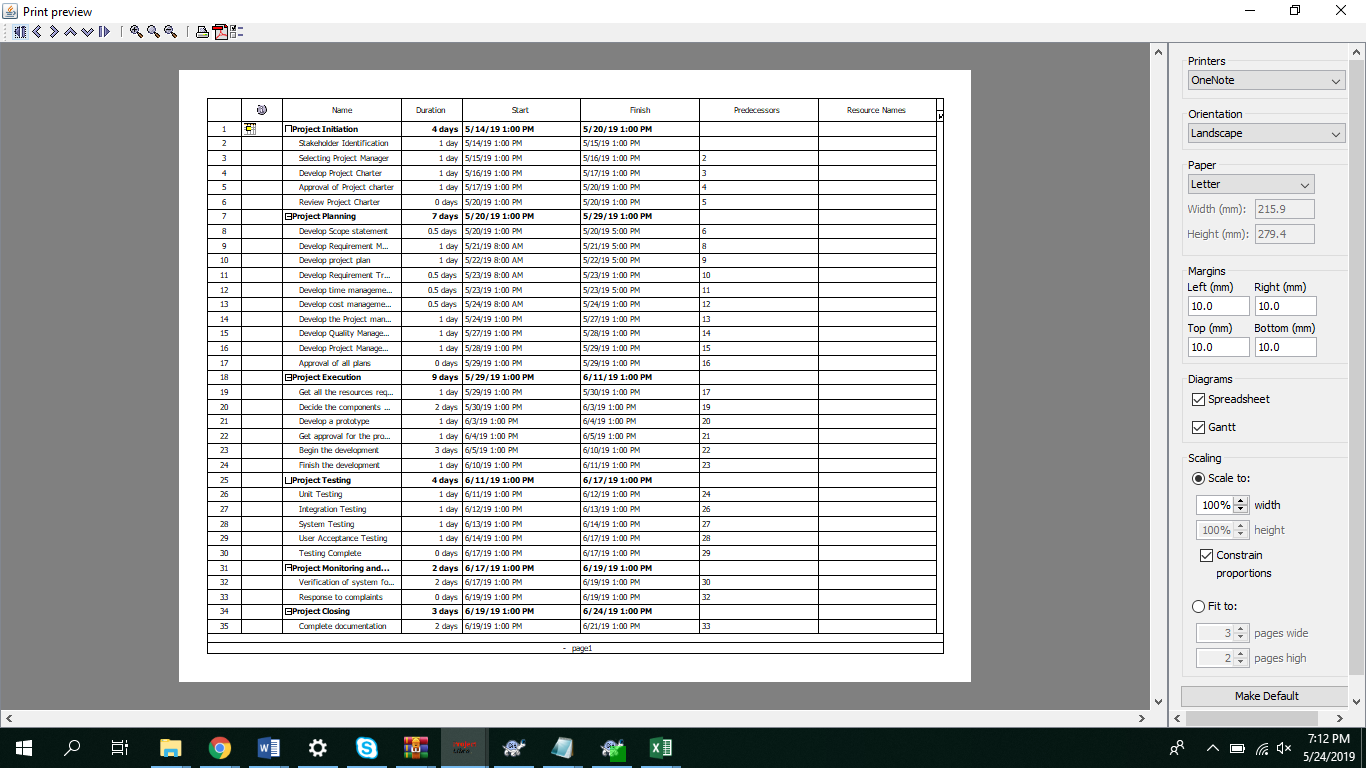 Print preview
Name Duration Start Finish Predecessors Resource Names
1 Project Initiation 4 days 5/14/19 1:00 PM 5/20/19 1:00 PM
2 Stakeholder Identification 1 day 5/14/19 1:00 PM 5/15/19 1:00 PM
3 Selecting Project Manager 1 day 5/15/19 1:00 PM 5/16/19 1:00 PM 2
4 Develop Project Charter 1 day 5/16/19 1:00 PM 5/17/19 1:00 PM 3
5 Approval of Project charter 1 day 5/17/19 1:00 PM 5/20/19 1:00 PM 4
6 Review Project Charter 0 days 5/20/19 1:00 PM 5/20/19 1:00 PM 5
7 Project Planning 7 days 5/20/19 1:00 PM 5/29/19 1:00 PM
8 Develop Scope statement 0.5 days 5/20/19 1:00 PM 5/20/19 5:00 PM 6
9 Develop Requirement M... 1 day 5/21/19 8:00 AM 5/21/19 5:00 PM 8
10 Develop project plan 1 day 5/22/19 8:00 AM 5/22/19 5:00 PM 9
11 Develop Requirement Tr... 0.5 days 5/23/19 8:00 AM 5/23/19 1:00 PM 10
12 Develop time manageme... 0.5 days 5/23/19 1:00 PM 5/23/19 5:00 PM 11
13 Develop cost manageme... 0.5 days 5/24/19 8:00 AM 5/24/19 1:00 PM 12
14 Develop the Project man... 1 day 5/24/19 1:00 PM 5/27/19 1:00 PM 13
15 Develop Quality Manage... 1 day 5/27/19 1:00 PM 5/28/19 1:00 PM 14
16 Develop Project Manage... 1 day 5/28/19 1:00 PM 5/29/19 1:00 PM 15
17 Approval of all plans 0 days 5/29/19 1:00 PM 5/29/19 1:00 PM 16
18 Project Execution 9 days 5/29/19 1:00 PM 6/11/19 1:00 PM
19 Get all the resources req... 1 day 5/29/19 1:00 PM 5/30/19 1:00 PM 17
20 Decide the components ... 2 days 5/30/19 1:00 PM 6/3/19 1:00 PM 19
21 Develop a prototype 1 day 6/3/19 1:00 PM 6/4/19 1:00 PM 20
22 Get approval for the pro... 1 day 6/4/19 1:00 PM 6/5/19 1:00 PM 21
23 Begin the development 3 days 6/5/19 1:00 PM 6/10/19 1:00 PM 22
24 Finish the development 1 day 6/10/19 1:00 PM 6/11/19 1:00 PM 23
25 Project Testing 4 days 6/11/19 1:00 PM 6/17/19 1:00 PM
26 Unit Testing 1 day 6/11/19 1:00 PM 6/12/19 1:00 PM 24
27 Integration Testing 1 day 6/12/19 1:00 PM 6/13/19 1:00 PM 26
28 System Testing 1 day 6/13/19 1:00 PM 6/14/19 1:00 PM 27
29 User Acceptance Testing 1 day 6/14/19 1:00 PM 6/17/19 1:00 PM 28
30 Testing Complete 0 days 6/17/19 1:00 PM 6/17/19 1:00 PM 29
31 Project Monitoring and... 2 days 6/17/19 1:00 PM 6/19/19 1:00 PM
32 Verification of system fo... 2 days 6/17/19 1:00 PM 6/19/19 1:00 PM 30
33 Response to complaints 0 days 6/19/19 1:00 PM 6/19/19 1:00 PM 32
34 Project Closing 3 days 6/19/19 1:00 PM 6/24/19 1:00 PM
35 Complete documentation 2 days 6/19/19 1:00 PM 6/21/19 1:00 PM 33
- page1
Printers
OneNote
Orientation
Landscape
Paper
Letter
Width (mm): 215.9
Height (mm): 279.4
Margins
Left (mm) Right (mm)
10.0 10.0
Top (mm) Bottom (mm)
10.0 10.0
Diagrams
Spreadsheet
Gantt
Scaling
Scale to:
100% width
100% height
Constrain
proportions
Fit to:
3 pages wide
2 pages high
Make Default
7:12 PM
5/24/2019